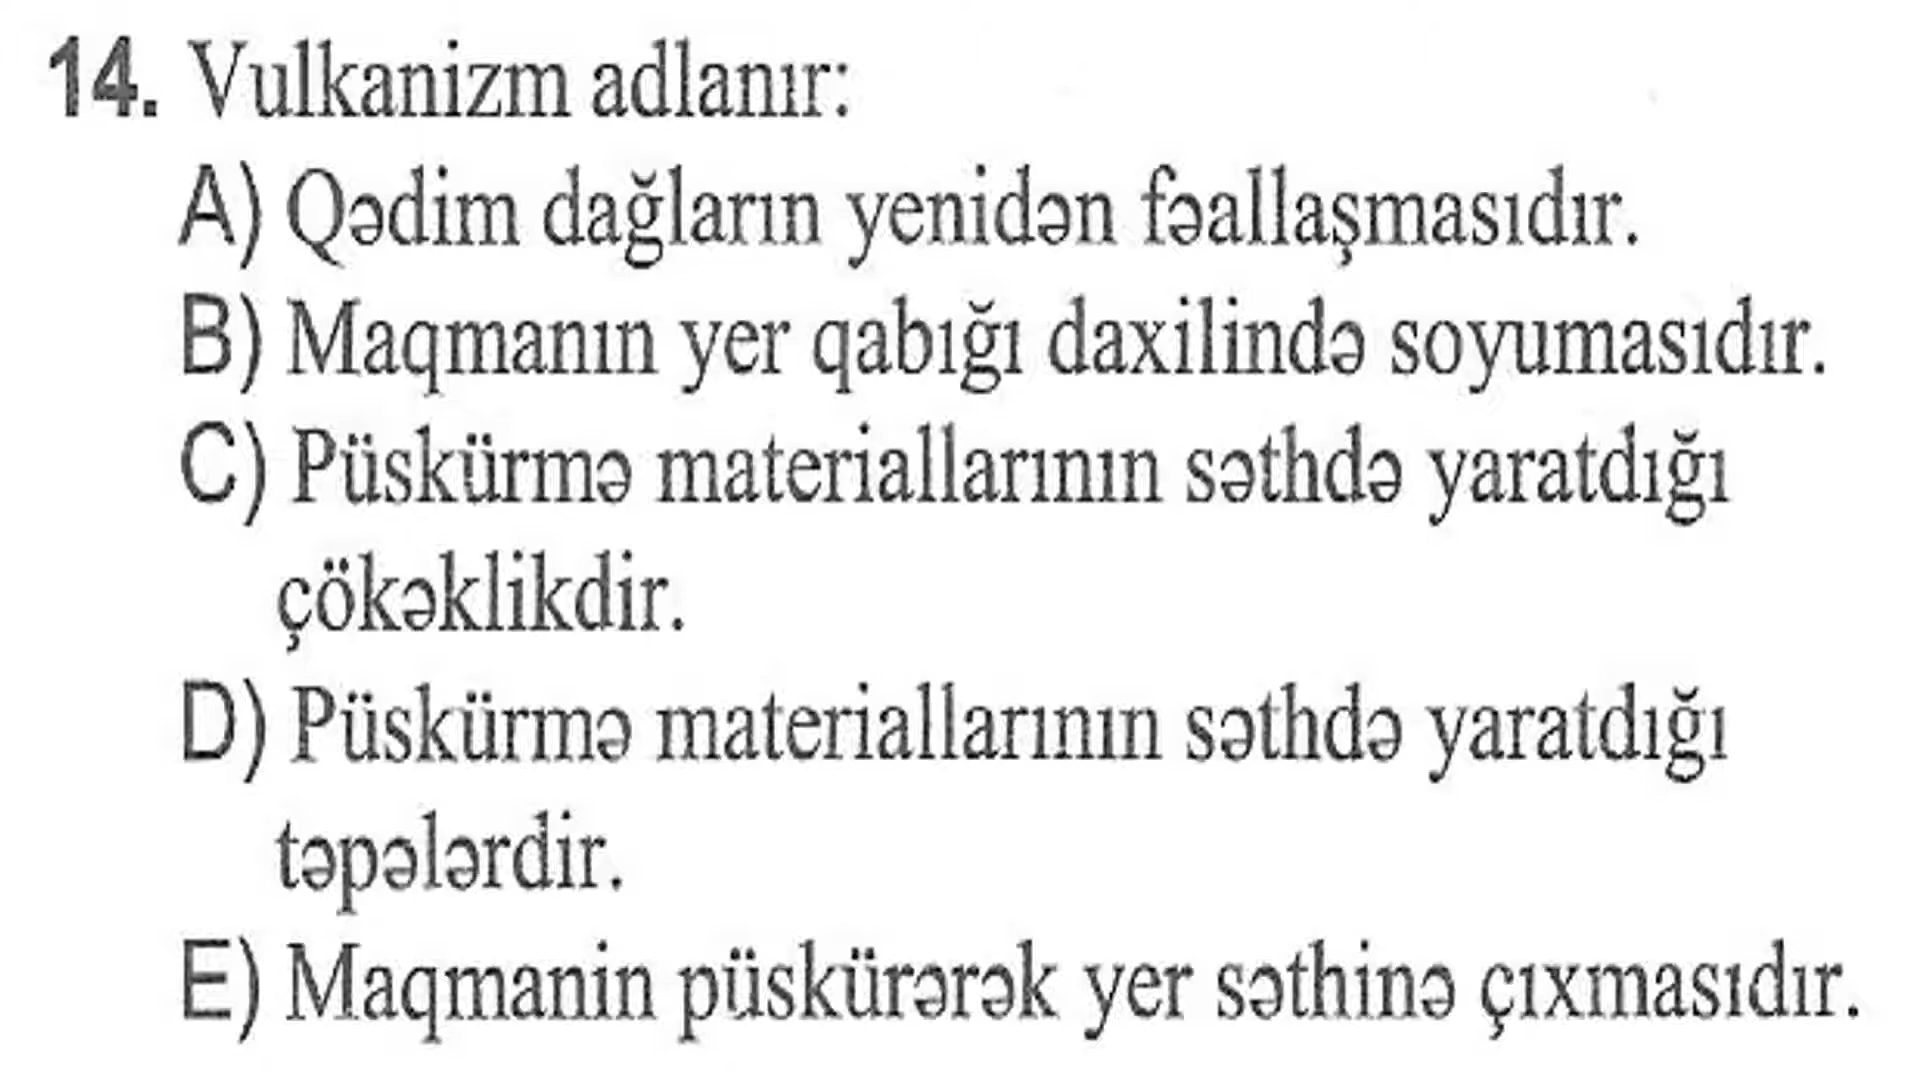 14. Vulkanizm adlanır:
A) Qədim dağların yenidən fəallaşmasıdır.
B) Maqmanın yer qabığı daxilində soyumasıdır.
C) Püskürmə materiallarının səthdə yaratdığı
çökəklikdir.
D) Püskürmə materiallarının səthdə yaratdığı
təpələrdir.
E) Maqmanin püskürərək yer səthinə çıxmasıdır.